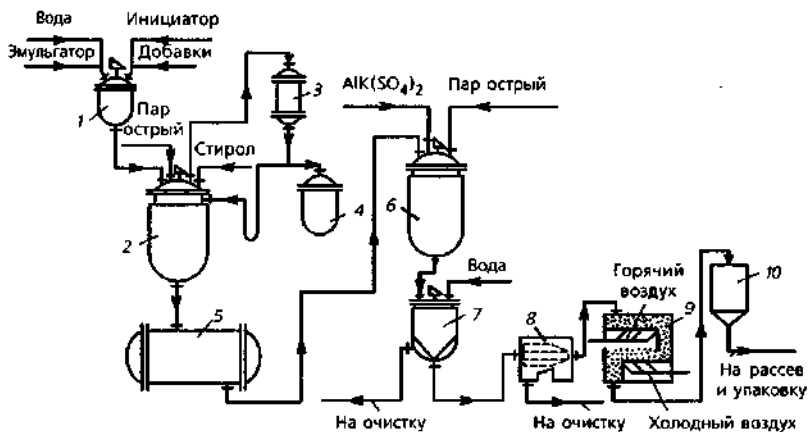 Вода
Инициатор
Эмульгатор
Добавки
1
Пар
острый
Стирол
2
3
4
5
AlK(SO₄)₂
Пар острый
6
Вода
7
На очистку
8
На очистку
Горячий
воздух
9
Холодный воздух
10
На рассев
и упаковку